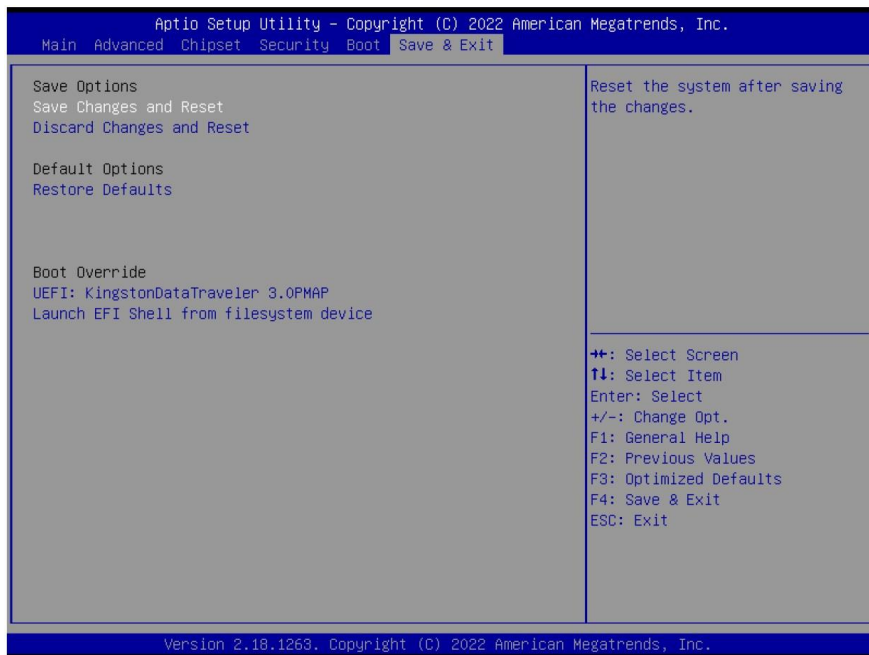 Aptio Setup Utility – Copyright (C) 2022 American Megatrends, Inc.
Main Advanced Chipset Security Boot Save & Exit
Save Options
Save Changes and Reset
Discard Changes and Reset
Default Options
Restore Defaults
Boot Override
UEFI: KingstonDataTraveler 3.0PMAP
Launch EFI Shell from filesystem device
Reset the system after saving
the changes.
→←: Select Screen
↑↓: Select Item
Enter: Select
+/-: Change Opt.
F1: General Help
F2: Previous Values
F3: Optimized Defaults
F4: Save & Exit
ESC: Exit
Version 2.18.1263. Copyright (C) 2022 American Megatrends, Inc.